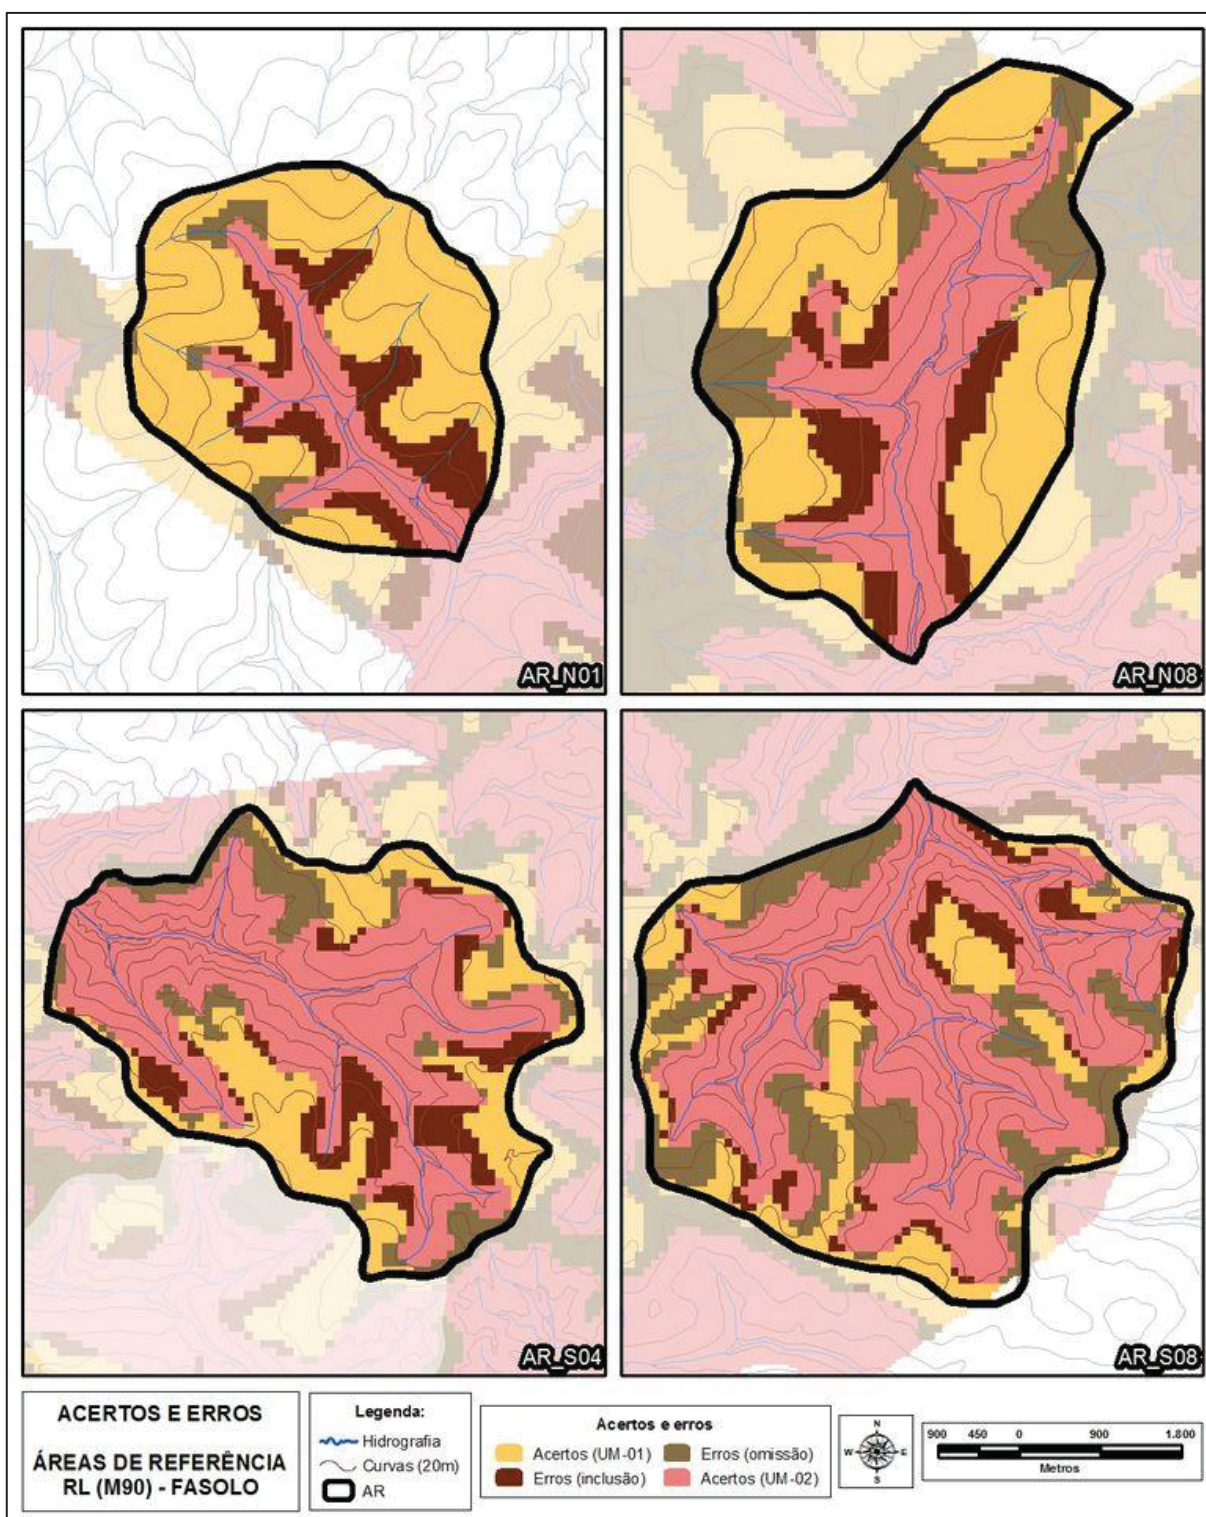 AR_N01
AR_N08
AR_S04
AR_S08
ACERTOS E ERROS
ÁREAS DE REFERÊNCIA
RL (M90) - FASOLO
Legenda:
Hidrografia
Curvas (20m)
AR
Acertos e erros
Acertos (UM-01)
Erros (omissão)
Erros (inclusão)
Acertos (UM-02)
N
W
E
S
900 450 0 900 1.800
Metros